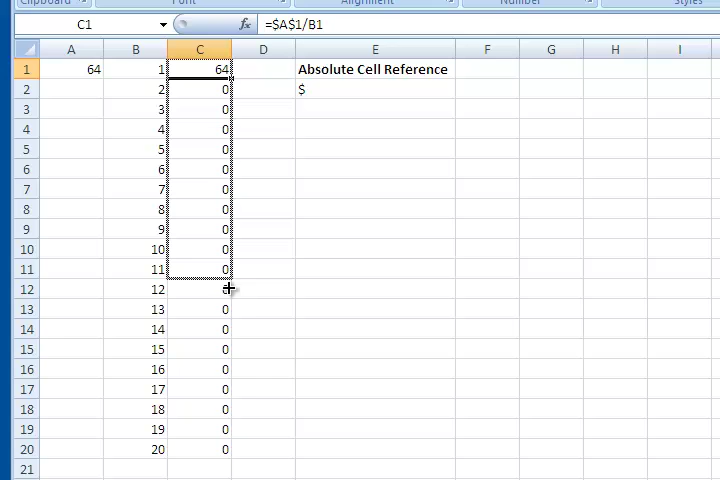 Clipboard Font Alignment Number Styles
C1 fx =$A$1/B1
A B C D E F G H I
1 64 1 64 Absolute Cell Reference
2 2 0 $
3 3 0
4 4 0
5 5 0
6 6 0
7 7 0
8 8 0
9 9 0
10 10 0
11 11 0
12 12
13 13 0
14 14 0
15 15 0
16 16 0
17 17 0
18 18 0
19 19 0
20 20 0
21